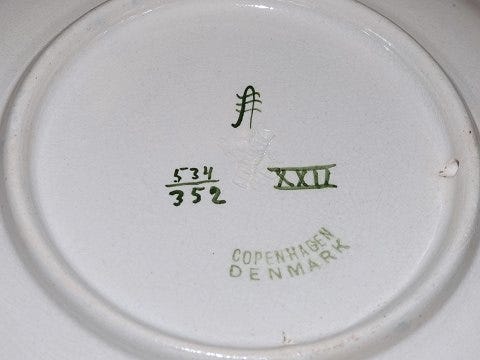 534
352
XXII
COPENHAGEN
DENMARK